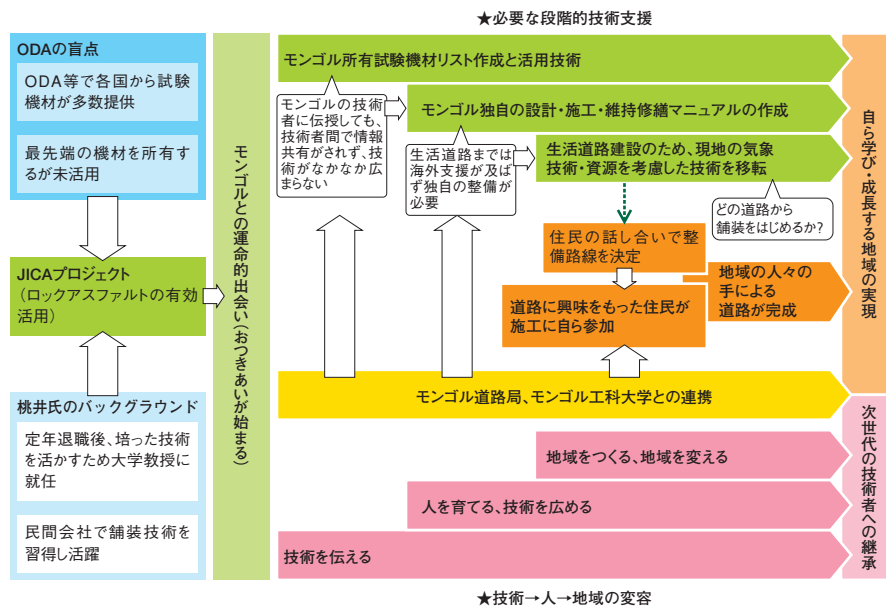 ★必要な段階的技術支援
ODAの盲点
ODA等で各国から試験
機材が多数提供
最先端の機材を所有す
るが未活用
JICAプロジェクト
（ロックアスファルトの有効
活用）
桃井氏のバックグラウンド
定年退職後、培った技術
を活かすため大学教授に
就任
民間会社で舗装技術を
習得し活躍
モンゴルとの運命的出会い（おつきあいが始まる）
モンゴル所有試験機材リスト作成と活用技術
モンゴルの技術
者に伝授しても、
技術者間で情報
共有がされず、技
術がなかなか広
まらない
モンゴル独自の設計・施工・維持修繕マニュアルの作成
生活道路までは
海外支援が及ば
ず独自の整備が
必要
生活道路建設のため、現地の気象
技術・資源を考慮した技術を移転
どの道路から
舗装をはじめるか？
住民の話し合いで整
備路線を決定
地域の人々の
手による
道路が完成
道路に興味をもった住民が
施工に自ら参加
モンゴル道路局、モンゴル工科大学との連携
地域をつくる、地域を変える
人を育てる、技術を広める
技術を伝える
自ら学び・成長する地域の実現
次世代の技術者への継承
★技術→人→地域の変容